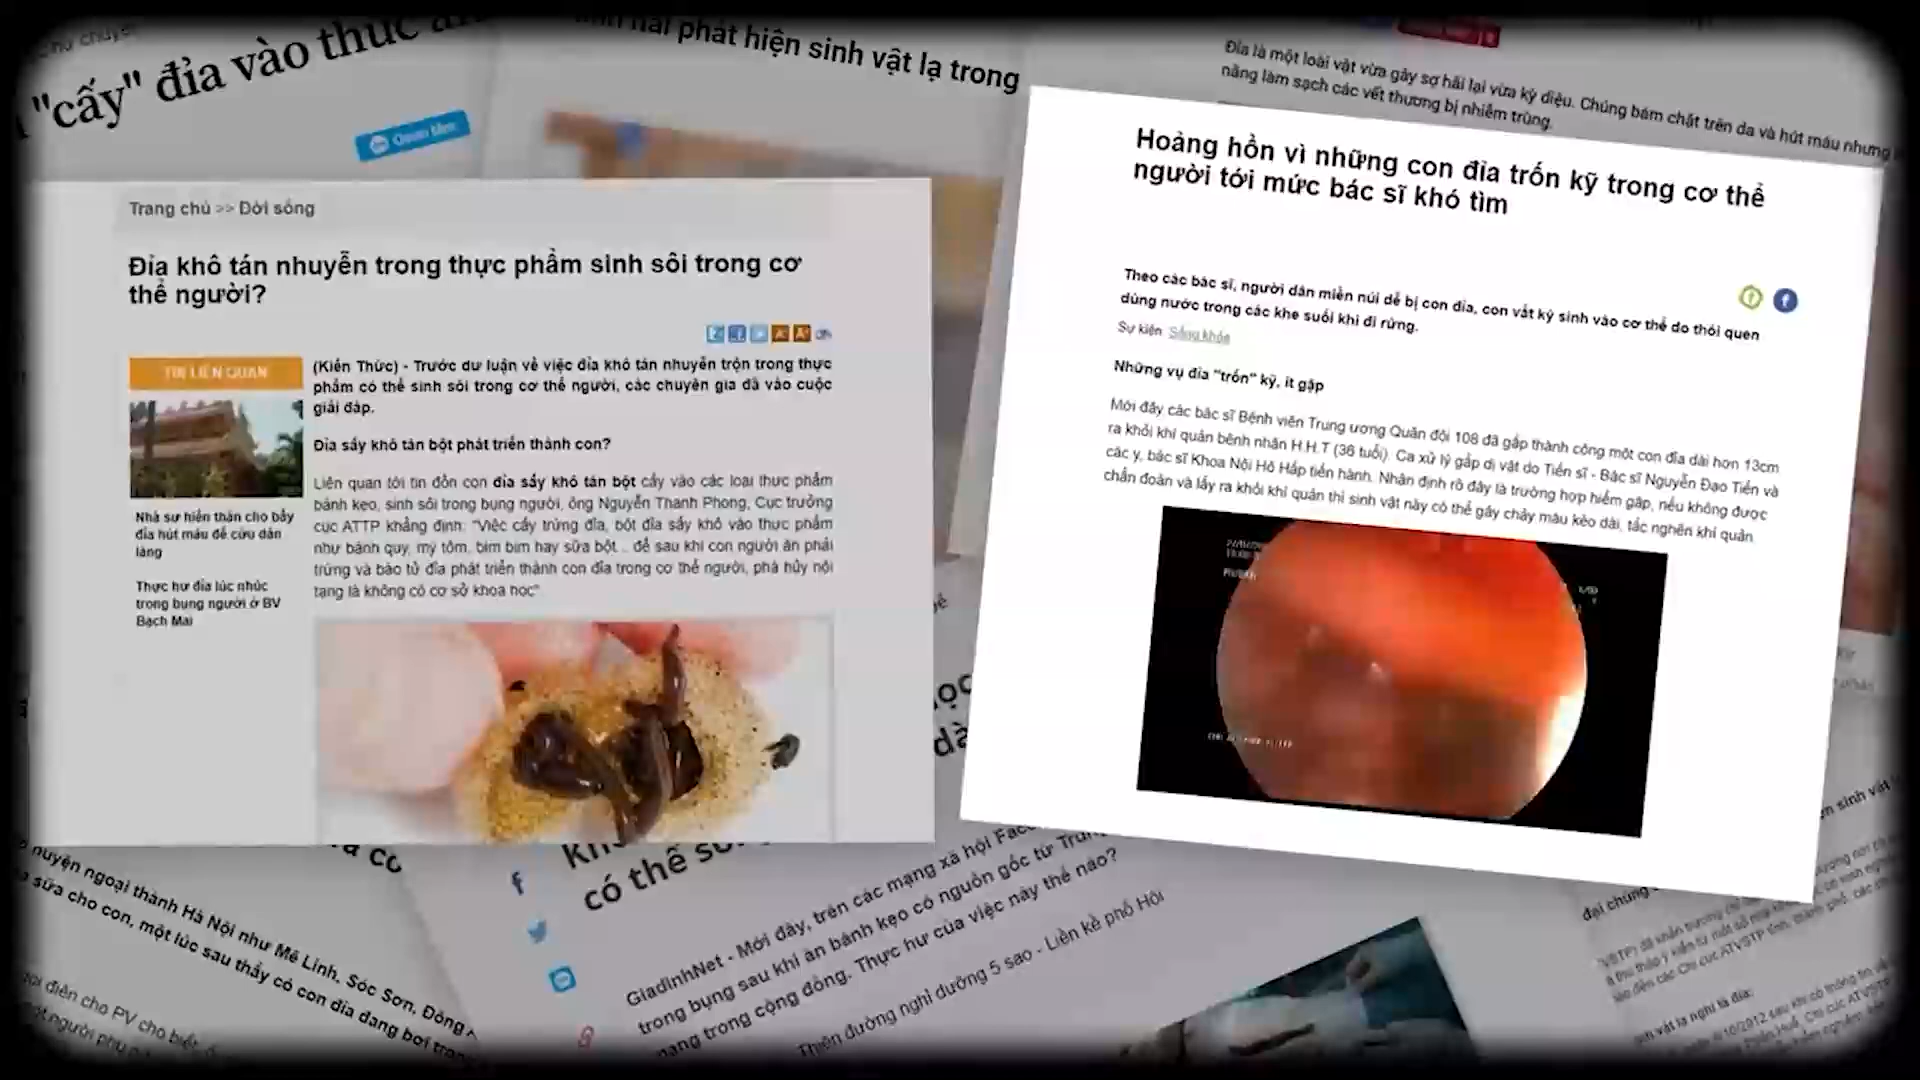 "cấy" đỉa vào thức
phát hiện sinh vật lạ trong
Đỉa là một loài vật vừa gây sợ hãi lại vừa kỳ diệu. Chúng bám chặt trên da và hút máu nhưng
năng làm sạch các vết thương bị nhiễm trùng.
Trang chủ >> Đời sống
Đỉa khô tán nhuyễn trong thực phẩm sinh sôi trong cơ
thể người?
TIN LIÊN QUAN
Nhà sư hiến thân cho bầy
đỉa hút máu để cứu dân
làng
Thực hư đỉa lúc nhúc
trong bụng người ở BV
Bạch Mai
(Kiến Thức) - Trước dư luận về việc đỉa khô tán nhuyễn trộn trong thực
phẩm có thể sinh sôi trong cơ thể người, các chuyên gia đã vào cuộc
giải đáp.
Đỉa sấy khô tán bột phát triển thành con?
Liên quan tới tin đồn con đỉa sấy khô tán bột cấy vào các loại thực phẩm
bánh kẹo, sinh sôi trong bụng người, ông Nguyễn Thanh Phong, Cục trưởng
cục ATTP khẳng định: "Việc cấy trứng đỉa, bột đỉa sấy khô vào thực phẩm
như bánh quy, mỳ tôm, bim bim hay sữa bột... để sau khi con người ăn phải
trứng và bào tử đỉa phát triển thành con đỉa trong cơ thể người, phá hủy nội
tạng là không có cơ sở khoa học"
Hoảng hồn vì những con đỉa trốn kỹ trong cơ thể
người tới mức bác sĩ khó tìm
Theo các bác sĩ, người dân miền núi dễ bị con đỉa, con vắt ký sinh vào cơ thể do thói quen
dùng nước trong các khe suối khi đi rừng.
Sự kiện Sống khỏe
Những vụ đỉa "trốn" kỹ, ít gặp
Mới đây các bác sĩ Bệnh viện Trung ương Quân đội 108 đã gắp thành công một con đỉa dài hơn 13cm
ra khỏi khí quản bệnh nhân H.H.T (36 tuổi). Ca xử lý gắp dị vật do Tiến sĩ - Bác sĩ Nguyễn Đạo Tiến và
các y, bác sĩ Khoa Nội Hô Hấp tiến hành. Nhận định rõ đây là trường hợp hiếm gặp, nếu không được
chẩn đoán và lấy ra khỏi khí quản thì sinh vật này có thể gây chảy máu kéo dài, tắc nghẽn khí quản.
huyện ngoại thành Hà Nội như Mê Linh, Sóc Sơn, Đông
sữa cho con, một lúc sau thấy có con đỉa đang bơi
điện cho PV cho biết,
người phụ
có thể
GiadinhNet - Mới đây, trên các mạng xã hội
trong bụng sau khi ăn bánh kẹo có nguồn gốc từ
mang trong cộng đồng. Thực hư của việc này thế nào?
Thiên đường nghỉ dưỡng 5 sao - Liền kề phố Hội
đại chúng